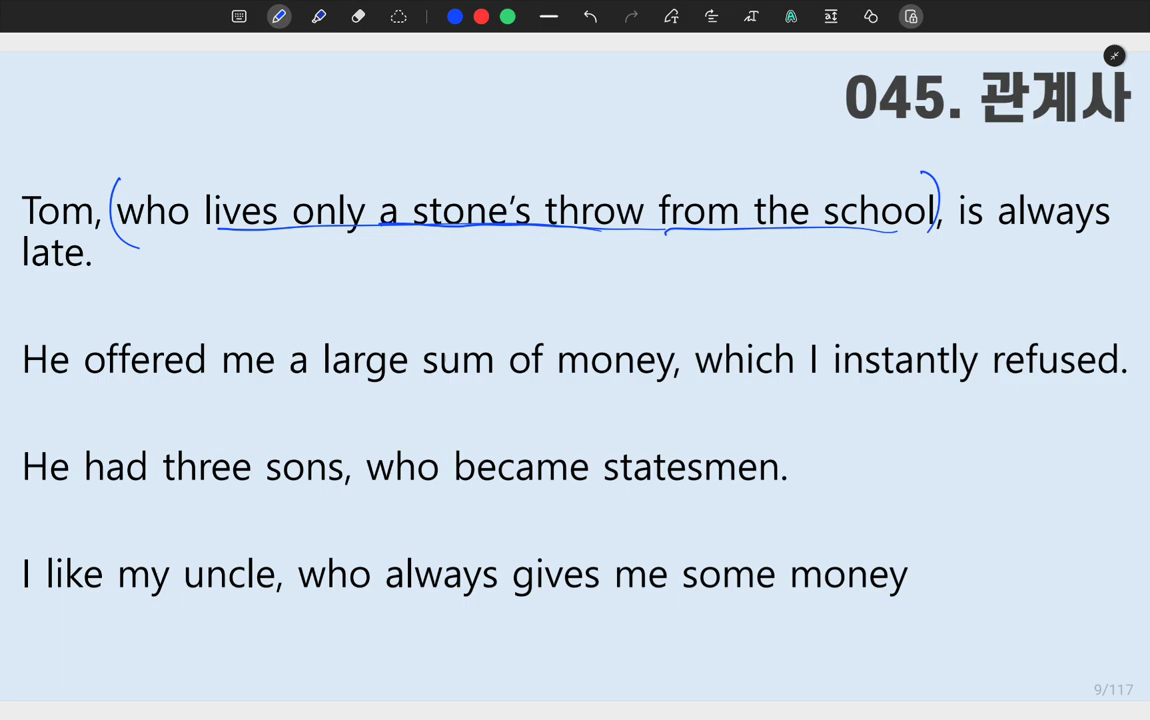 045. 관계사
Tom, who lives only a stone's throw from the school, is always
late.
He offered me a large sum of money, which I instantly refused.
He had three sons, who became statesmen.
I like my uncle, who always gives me some money
9/117